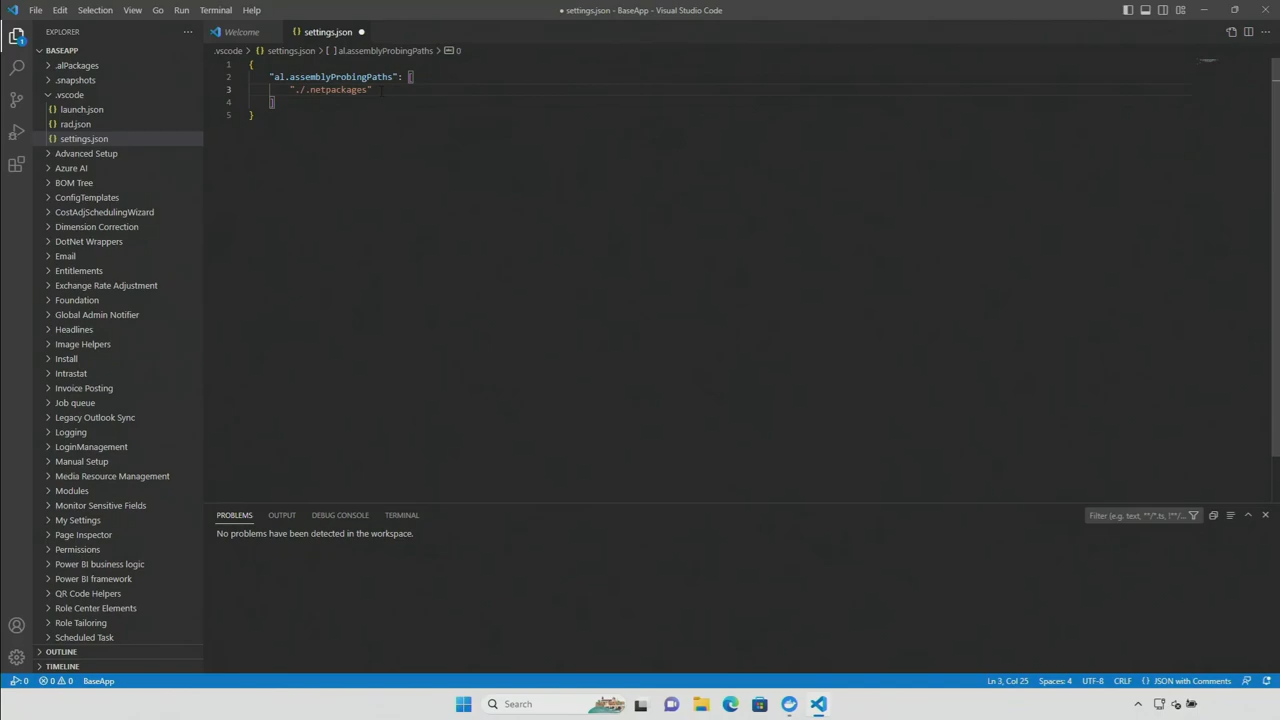 File Edit Selection View Go Run Terminal Help
● settings.json - BaseApp - Visual Studio Code
EXPLORER
Welcome
{} settings.json ●
BASEAPP
.vscode > {} settings.json > [ ] al.assemblyProbingPaths > 0
.alPackages
.snapshots
.vscode
{} launch.json
{} rad.json
{} settings.json
Advanced Setup
Azure AI
BOM Tree
ConfigTemplates
CostAdjSchedulingWizard
Dimension Correction
DotNet Wrappers
Email
Entitlements
Exchange Rate Adjustment
Foundation
Global Admin Notifier
Headlines
Image Helpers
Install
Intrastat
Invoice Posting
Job queue
Legacy Outlook Sync
Logging
LoginManagement
Manual Setup
Media Resource Management
Modules
Monitor Sensitive Fields
My Settings
Page Inspector
Permissions
Power BI business logic
Power BI framework
QR Code Helpers
Role Center Elements
Role Tailoring
Scheduled Task
OUTLINE
TIMELINE
1 {
2 "al.assemblyProbingPaths": [
3 "./.netpackages"
4 ]
5 }
PROBLEMS OUTPUT DEBUG CONSOLE TERMINAL
Filter (e.g. text, **/*.ts, !**/...
No problems have been detected in the workspace.
0 0 0 BaseApp
Ln 3, Col 25 Spaces: 4 UTF-8 CRLF {} JSON with Comments
Search